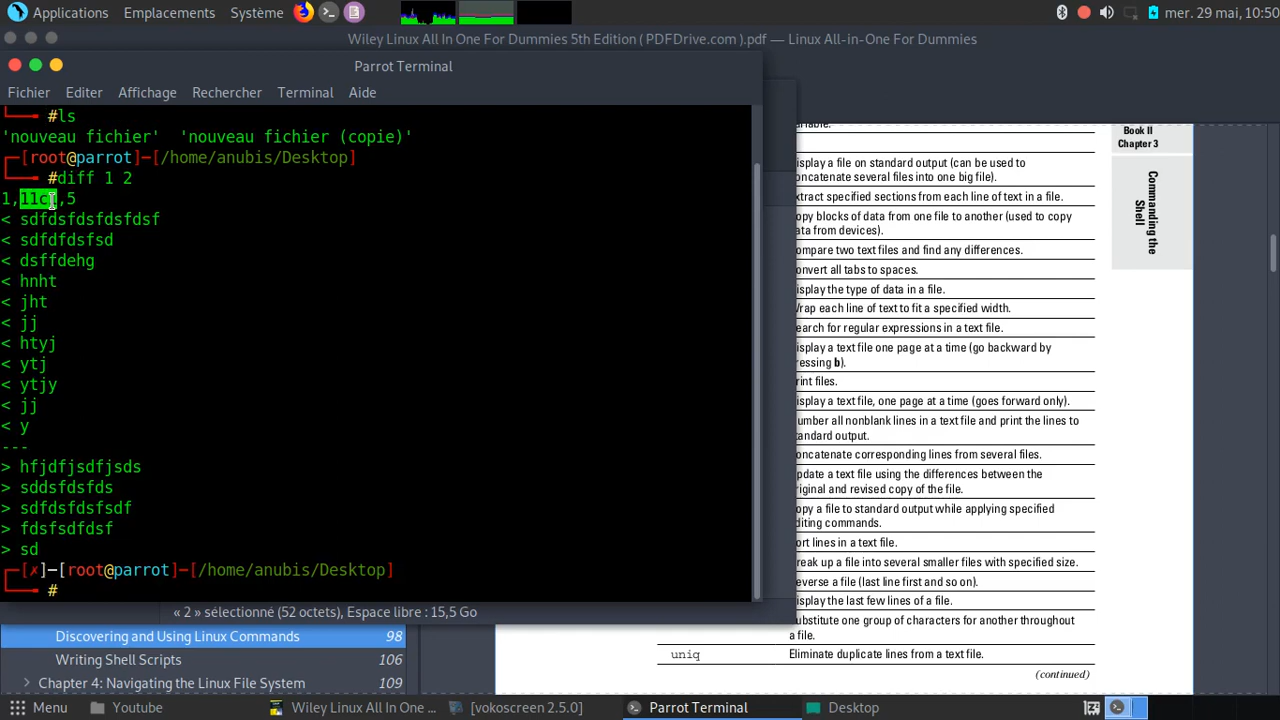 Applications Emplacements Système mer. 29 mai, 10:50
Wiley Linux All In One For Dummies 5th Edition ( PDFDrive.com ).pdf — Linux All-in-One For Dummies
Parrot Terminal
Fichier Editer Affichage Rechercher Terminal Aide
#ls
'nouveau fichier' 'nouveau fichier (copie)'
[root@parrot]-[/home/anubis/Desktop]
#diff 1 2
1,11c1,5
< sdfdsfdsfdsfdsf
< sdfdfdsfsd
< dsffdehg
< hnht
< jht
< jj
< htyj
< ytj
< ytjy
< jj
< y
---
> hfjdfjsdfjsds
> sddsfdsfds
> sdfdsfdsfsdf
> fdsfsdfdsf
> sd
[✗]-[root@parrot]-[/home/anubis/Desktop]
#
« 2 » sélectionné (52 octets), Espace libre : 15,5 Go
Discovering and Using Linux Commands 98
Writing Shell Scripts 106
Chapter 4: Navigating the Linux File System 109
Book II
Chapter 3
Commanding the
Shell
ariable.
isplay a file on standard output (can be used to
oncatenate several files into one big file).
xtract specified sections from each line of text in a file.
opy blocks of data from one file to another (used to copy
ata from devices).
ompare two text files and find any differences.
onvert all tabs to spaces.
isplay the type of data in a file.
Wrap each line of text to fit a specified width.
earch for regular expressions in a text file.
isplay a text file one page at a time (go backward by
ressing b).
rint files.
isplay a text file, one page at a time (goes forward only).
umber all nonblank lines in a text file and print the lines to
tandard output.
oncatenate corresponding lines from several files.
pdate a text file using the differences between the
riginal and revised copy of the file.
opy a file to standard output while applying specified
diting commands.
ort lines in a text file.
reak up a file into several smaller files with specified size.
everse a file (last line first and so on).
isplay the last few lines of a file.
ubstitute one group of characters for another throughout
a file.
uniq Eliminate duplicate lines from a text file.
(continued)
Menu Youtube Wiley Linux All In One ... [vokoscreen 2.5.0] Parrot Terminal Desktop